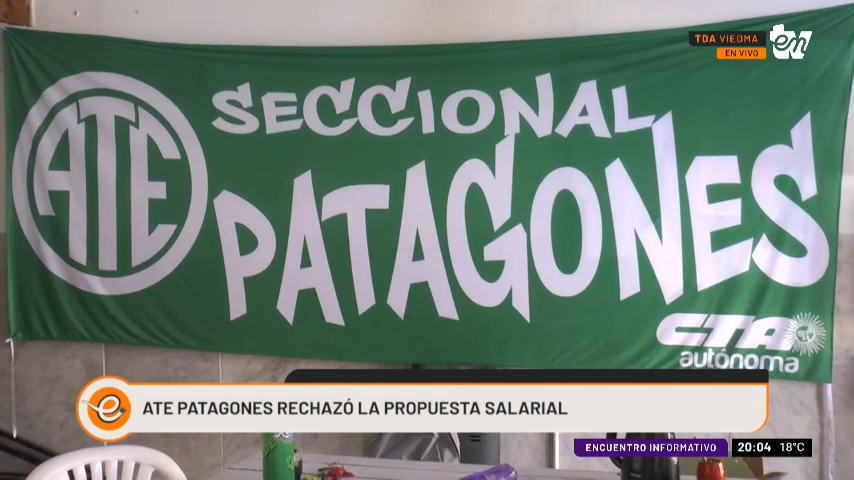 TDA VIEDMA
EN VIVO
en
ATE
SECCIONAL
PATAGONES
CTA
autónoma
e
ATE PATAGONES RECHAZÓ LA PROPUESTA SALARIAL
ENCUENTRO INFORMATIVO
20:04 18°C